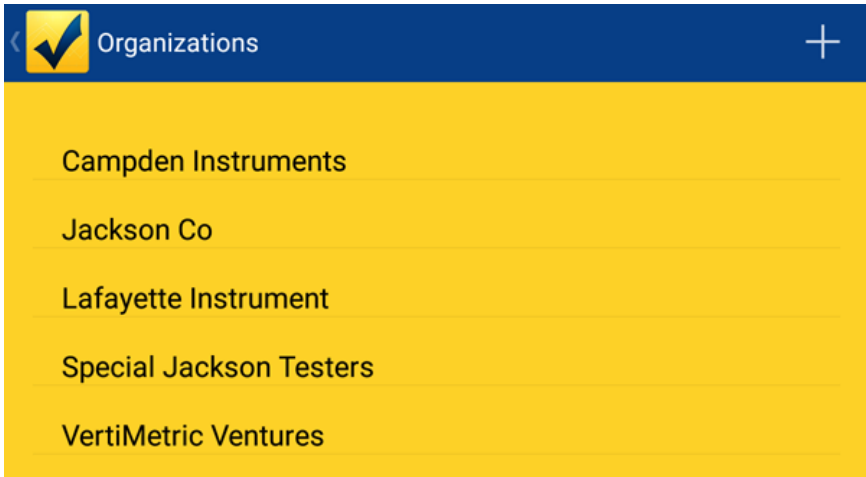 Organizations
Campden Instruments
Jackson Co
Lafayette Instrument
Special Jackson Testers
VertiMetric Ventures